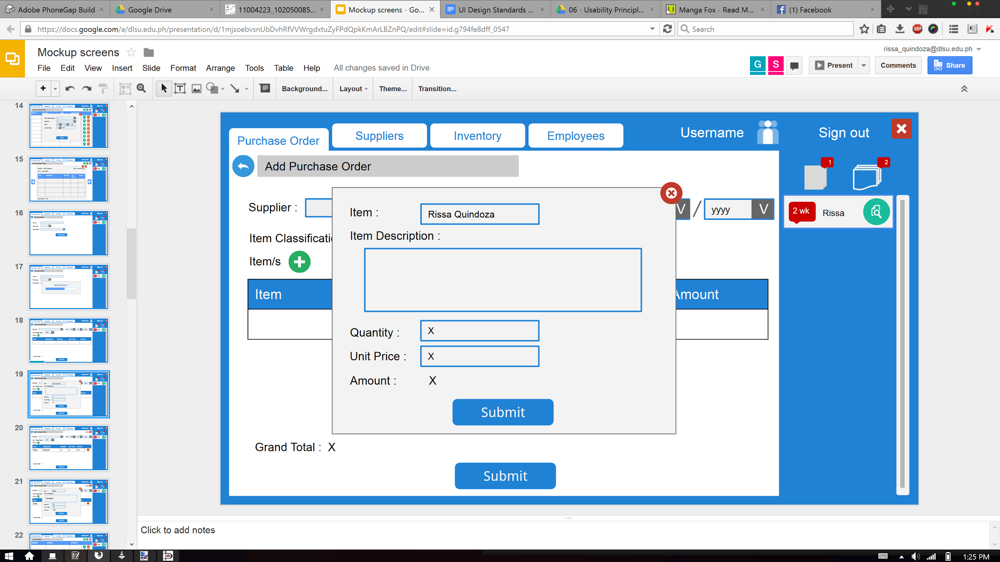 Adobe PhoneGap Build
Google Drive
11004223_102050085...
Mockup screens - Go...
UI Design Standards ...
06 - Usability Principl...
Manga Fox - Read M...
(1) Facebook
https://docs.google.com/a/dlsu.edu.ph/presentation/d/1mjsoebvsnUbDvhRfVVWrgdxtuZyFPdQpkKmArLBZnPQ/edit#slide=id.g794fe8dff_0547
Search
ABP
K
Mockup screens
rissa_quindoza@dlsu.edu.ph
File Edit View Insert Slide Format Arrange Tools Table Help All changes saved in Drive
G S
Present
Comments
Share
Background...
Layout
Theme...
Transition...
14
15
16
17
18
19
20
21
22
Purchase Order
Suppliers
Inventory
Employees
Username
Sign out
Add Purchase Order
1
2
Supplier :
V / yyyy V
2 wk
Rissa
Item :
Rissa Quindoza
Item Description :
Item Classificatio
Item/s
Item
Amount
Quantity :
X
Unit Price :
X
Amount :
X
Submit
Grand Total : X
Submit
Click to add notes
1:25 PM